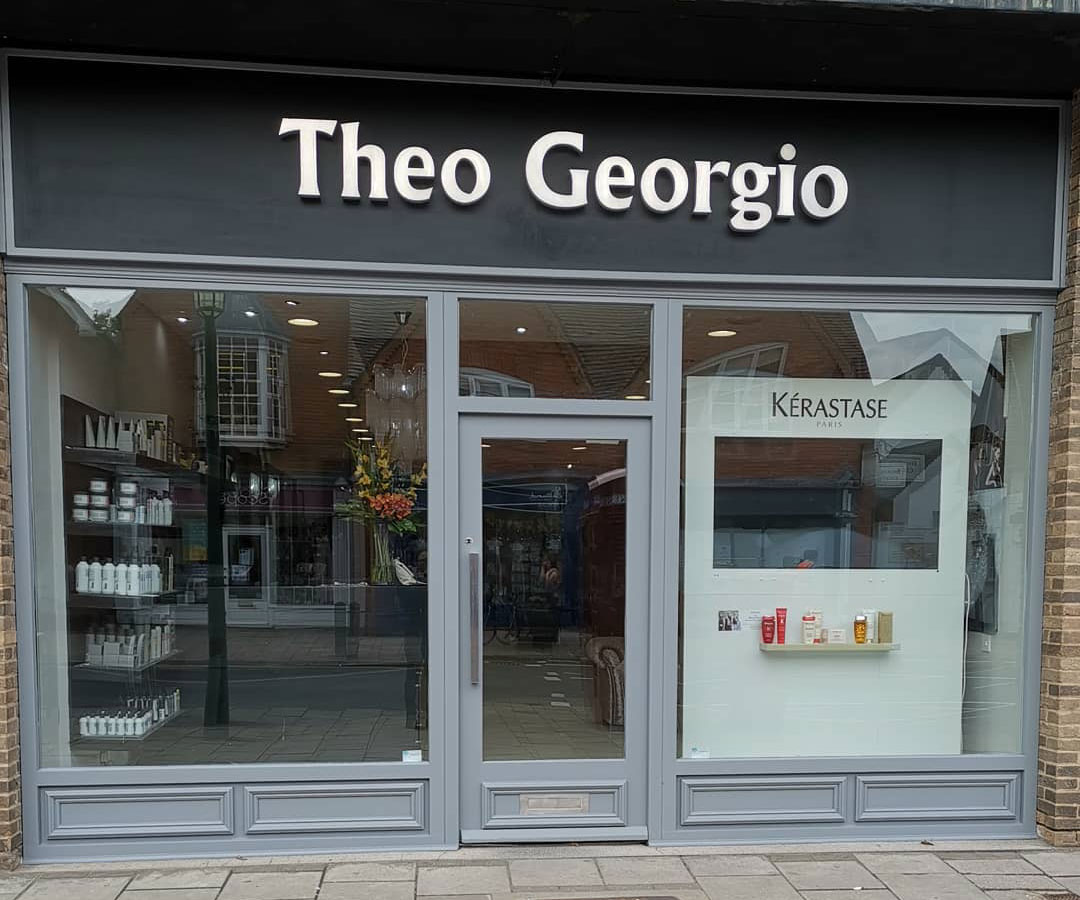 Theo Georgio
KÉRASTASE
PARIS